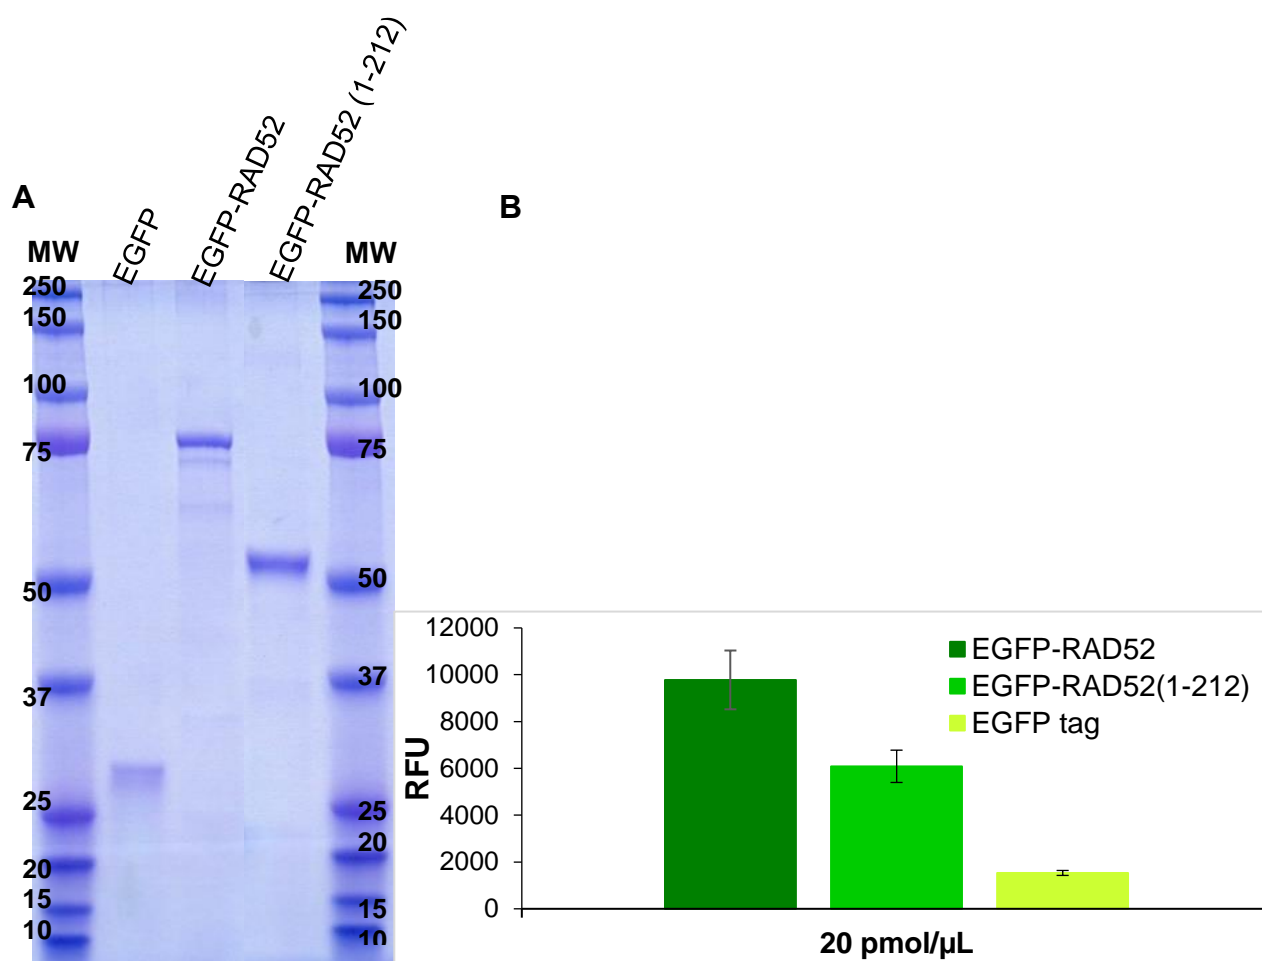 A
MW
EGFP
EGFP-RAD52
EGFP-RAD52 (1-212)
MW
250
150
100
75
50
37
25
20
15
10
250
150
100
75
50
37
25
20
15
10
B
12000
10000
8000
6000
4000
2000
0
RFU
EGFP-RAD52
EGFP-RAD52(1-212)
EGFP tag
20 pmol/µL